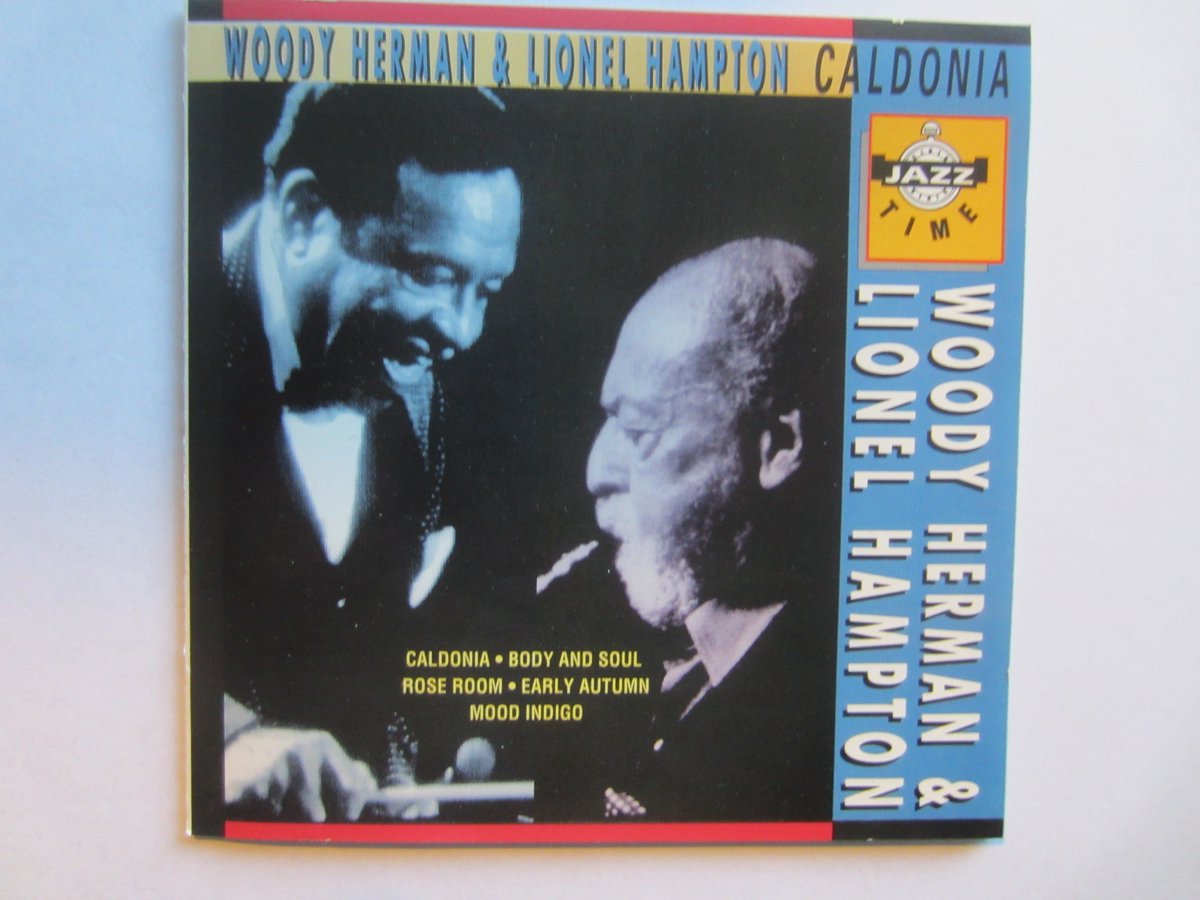 WOODY HERMAN & LIONEL HAMPTON CALDONIA
JAZZ
TIME
WOODY HERMAN &
LIONEL HAMPTON
CALDONIA • BODY AND SOUL
ROSE ROOM • EARLY AUTUMN
MOOD INDIGO